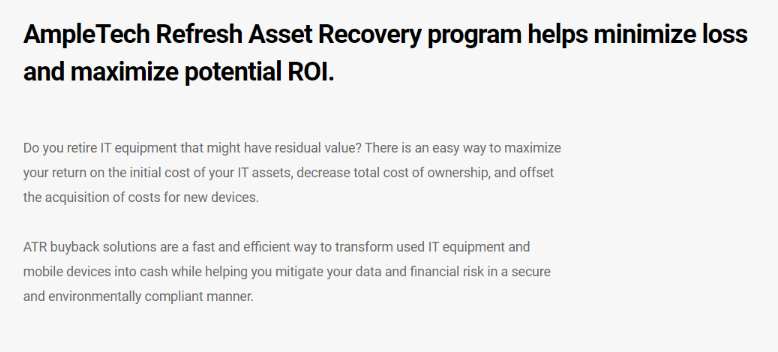 AmpleTech Refresh Asset Recovery program helps minimize loss
and maximize potential ROI.
Do you retire IT equipment that might have residual value? There is an easy way to maximize
your return on the initial cost of your IT assets, decrease total cost of ownership, and offset
the acquisition of costs for new devices.
ATR buyback solutions are a fast and efficient way to transform used IT equipment and
mobile devices into cash while helping you mitigate your data and financial risk in a secure
and environmentally compliant manner.